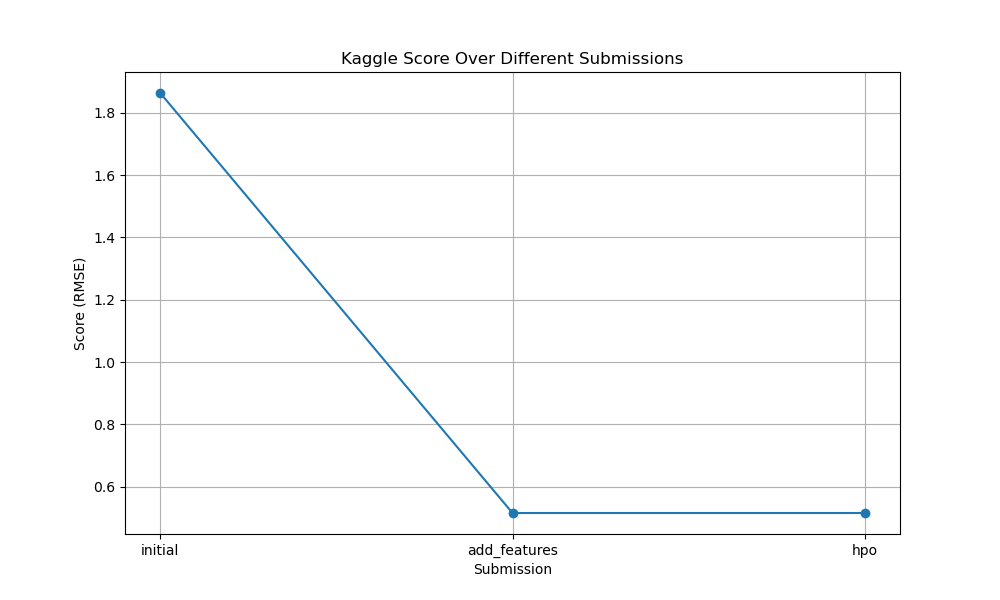 Kaggle Score Over Different Submissions
Score (RMSE)
1.8
1.6
1.4
1.2
1.0
0.8
0.6
initial
add_features
hpo
Submission